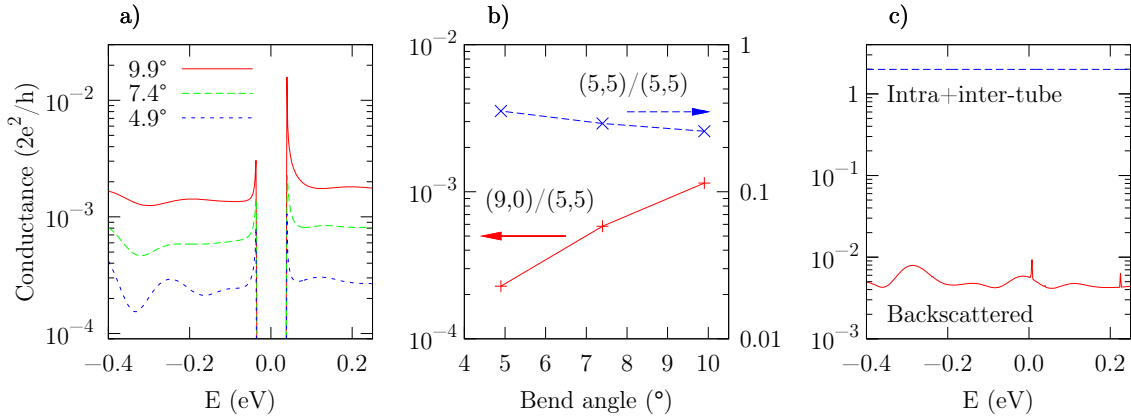 a)
b)
c)
Conductance (2e²/h)
10⁻²
10⁻³
10⁻⁴
9.9°
7.4°
4.9°
−0.4 −0.2 0.0 0.2
E (eV)
10⁻²
10⁻³
10⁻⁴
(5,5)/(5,5)
(9,0)/(5,5)
1
0.1
0.01
4 5 6 7 8 9 10
Bend angle (°)
1
10⁻¹
10⁻²
10⁻³
Intra+inter-tube
Backscattered
−0.4 −0.2 0.0 0.2
E (eV)